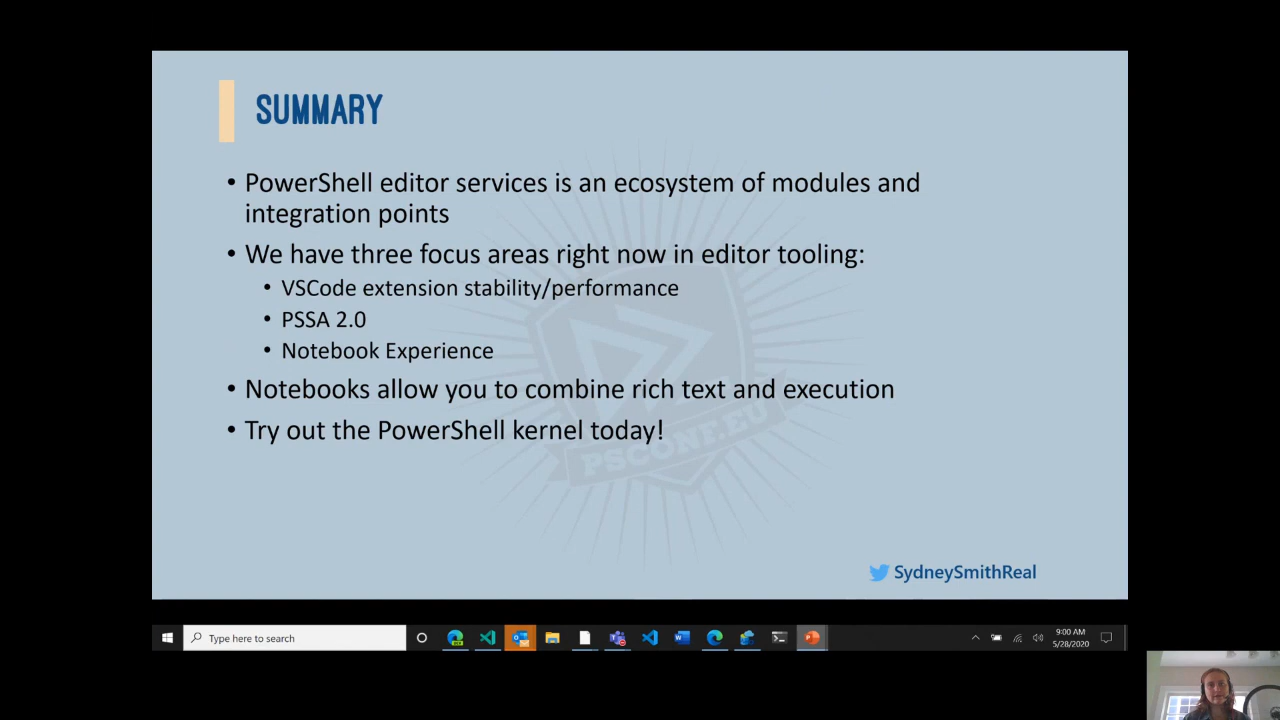 SUMMARY
• PowerShell editor services is an ecosystem of modules and
integration points
• We have three focus areas right now in editor tooling:
• VSCode extension stability/performance
• PSSA 2.0
• Notebook Experience
• Notebooks allow you to combine rich text and execution
• Try out the PowerShell kernel today!
PSCONF.EU
SydneySmithReal
Type here to search
9:00 AM
5/28/2020